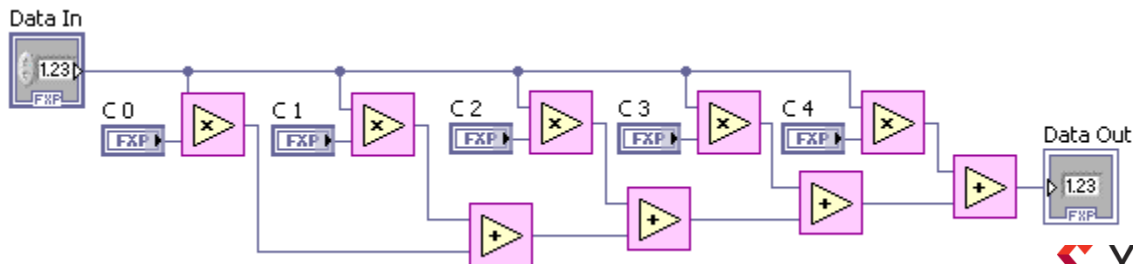 Data In
1.23
FXP
C 0
C 1
C 2
C 3
C 4
FXP
FXP
FXP
FXP
FXP
x
x
x
x
x
Data Out
1.23
FXP
+
+
+
+